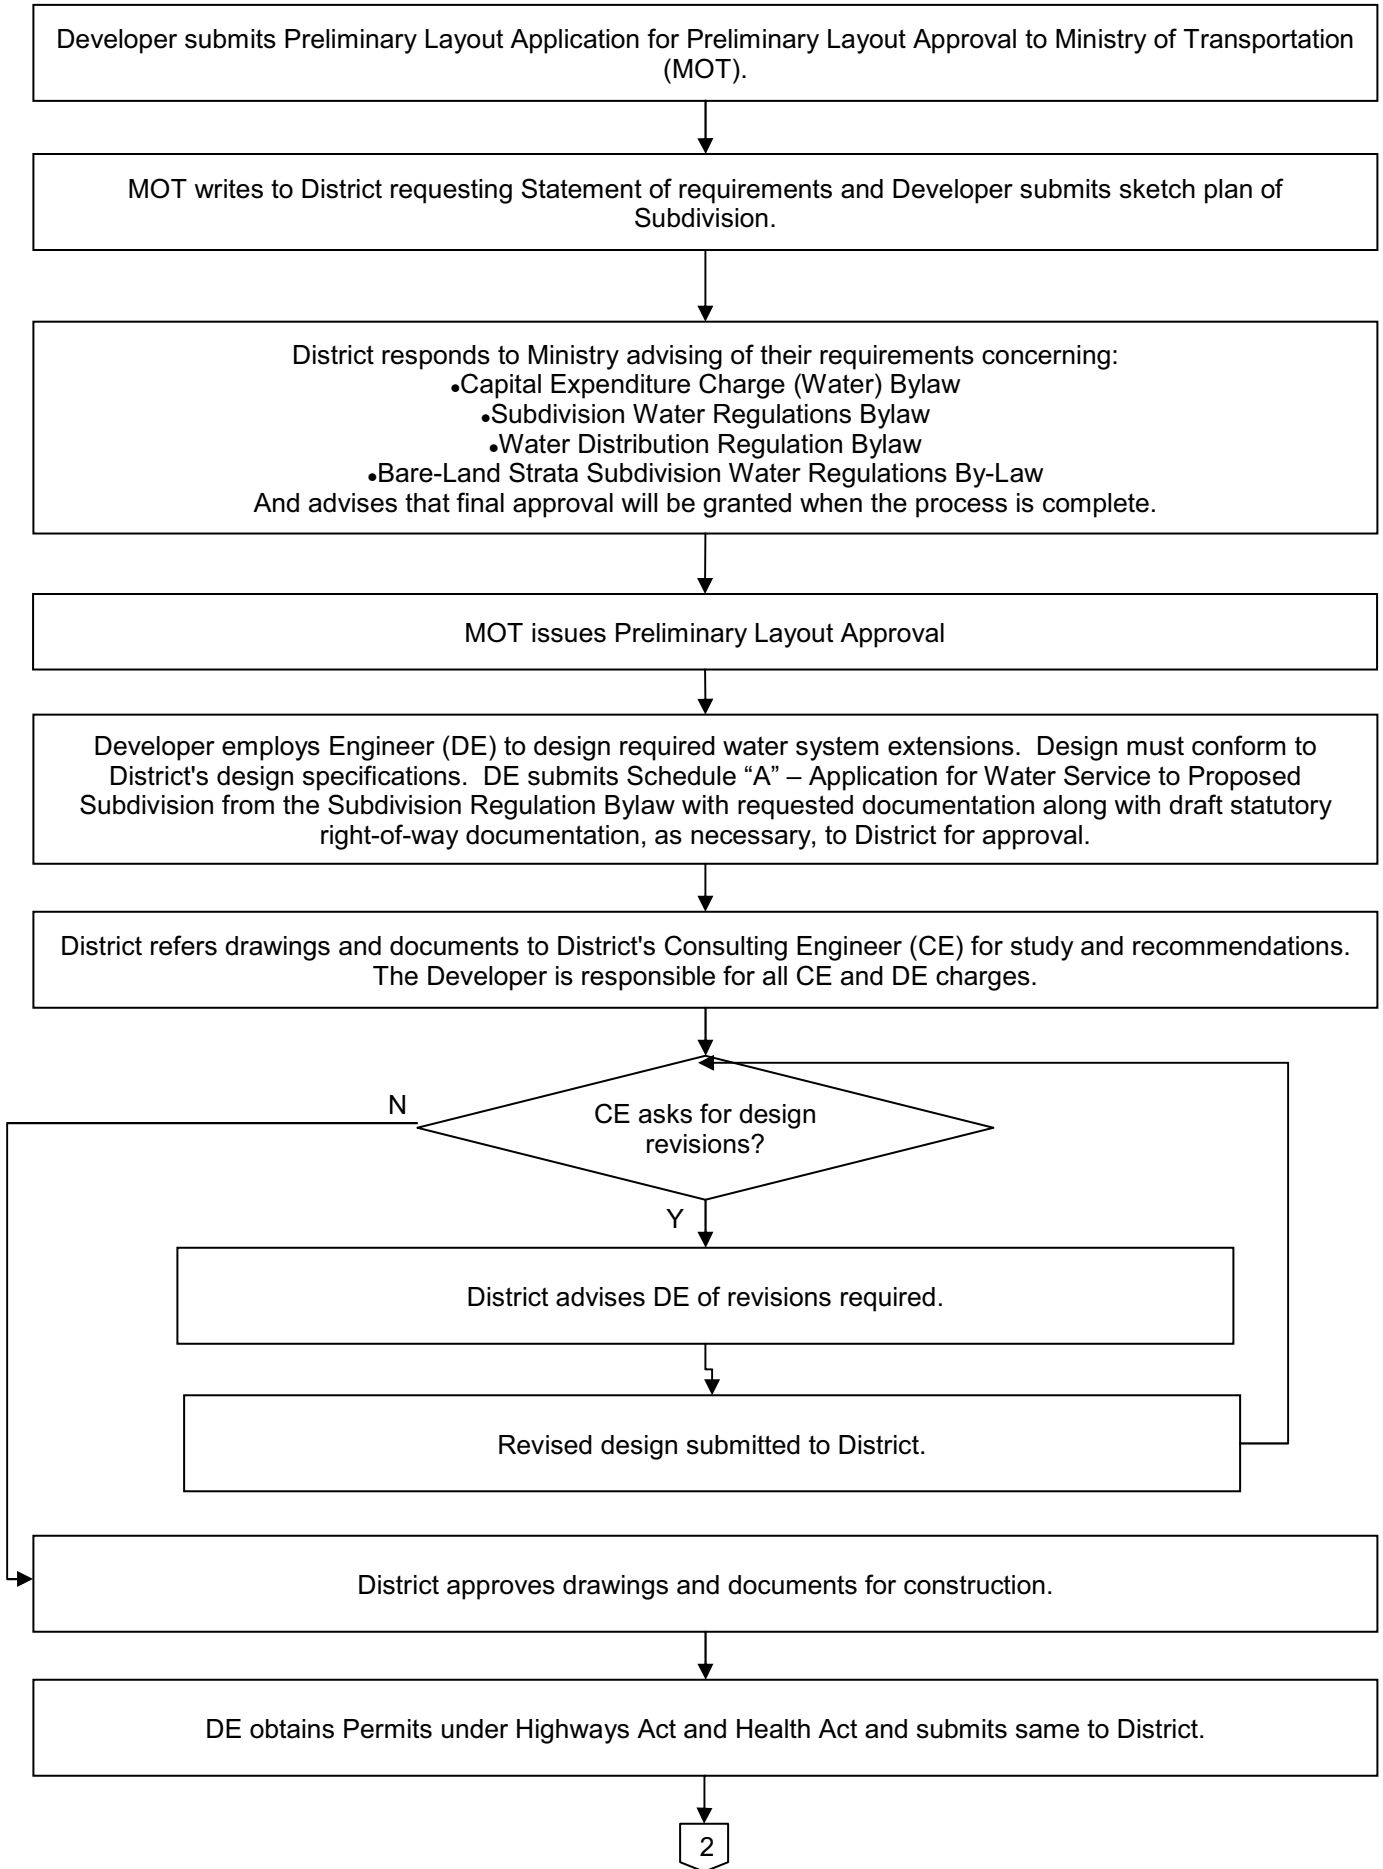 Developer submits Preliminary Layout Application for Preliminary Layout Approval to Ministry of Transportation
(MOT).
MOT writes to District requesting Statement of requirements and Developer submits sketch plan of
Subdivision.
District responds to Ministry advising of their requirements concerning:
•Capital Expenditure Charge (Water) Bylaw
•Subdivision Water Regulations Bylaw
•Water Distribution Regulation Bylaw
•Bare-Land Strata Subdivision Water Regulations By-Law
And advises that final approval will be granted when the process is complete.
MOT issues Preliminary Layout Approval
Developer employs Engineer (DE) to design required water system extensions.  Design must conform to
District's design specifications.  DE submits Schedule “A” – Application for Water Service to Proposed
Subdivision from the Subdivision Regulation Bylaw with requested documentation along with draft statutory
right-of-way documentation, as necessary, to District for approval.
District refers drawings and documents to District's Consulting Engineer (CE) for study and recommendations.
The Developer is responsible for all CE and DE charges.
N
CE asks for design
revisions?
Y
District advises DE of revisions required.
Revised design submitted to District.
District approves drawings and documents for construction.
DE obtains Permits under Highways Act and Health Act and submits same to District.
2